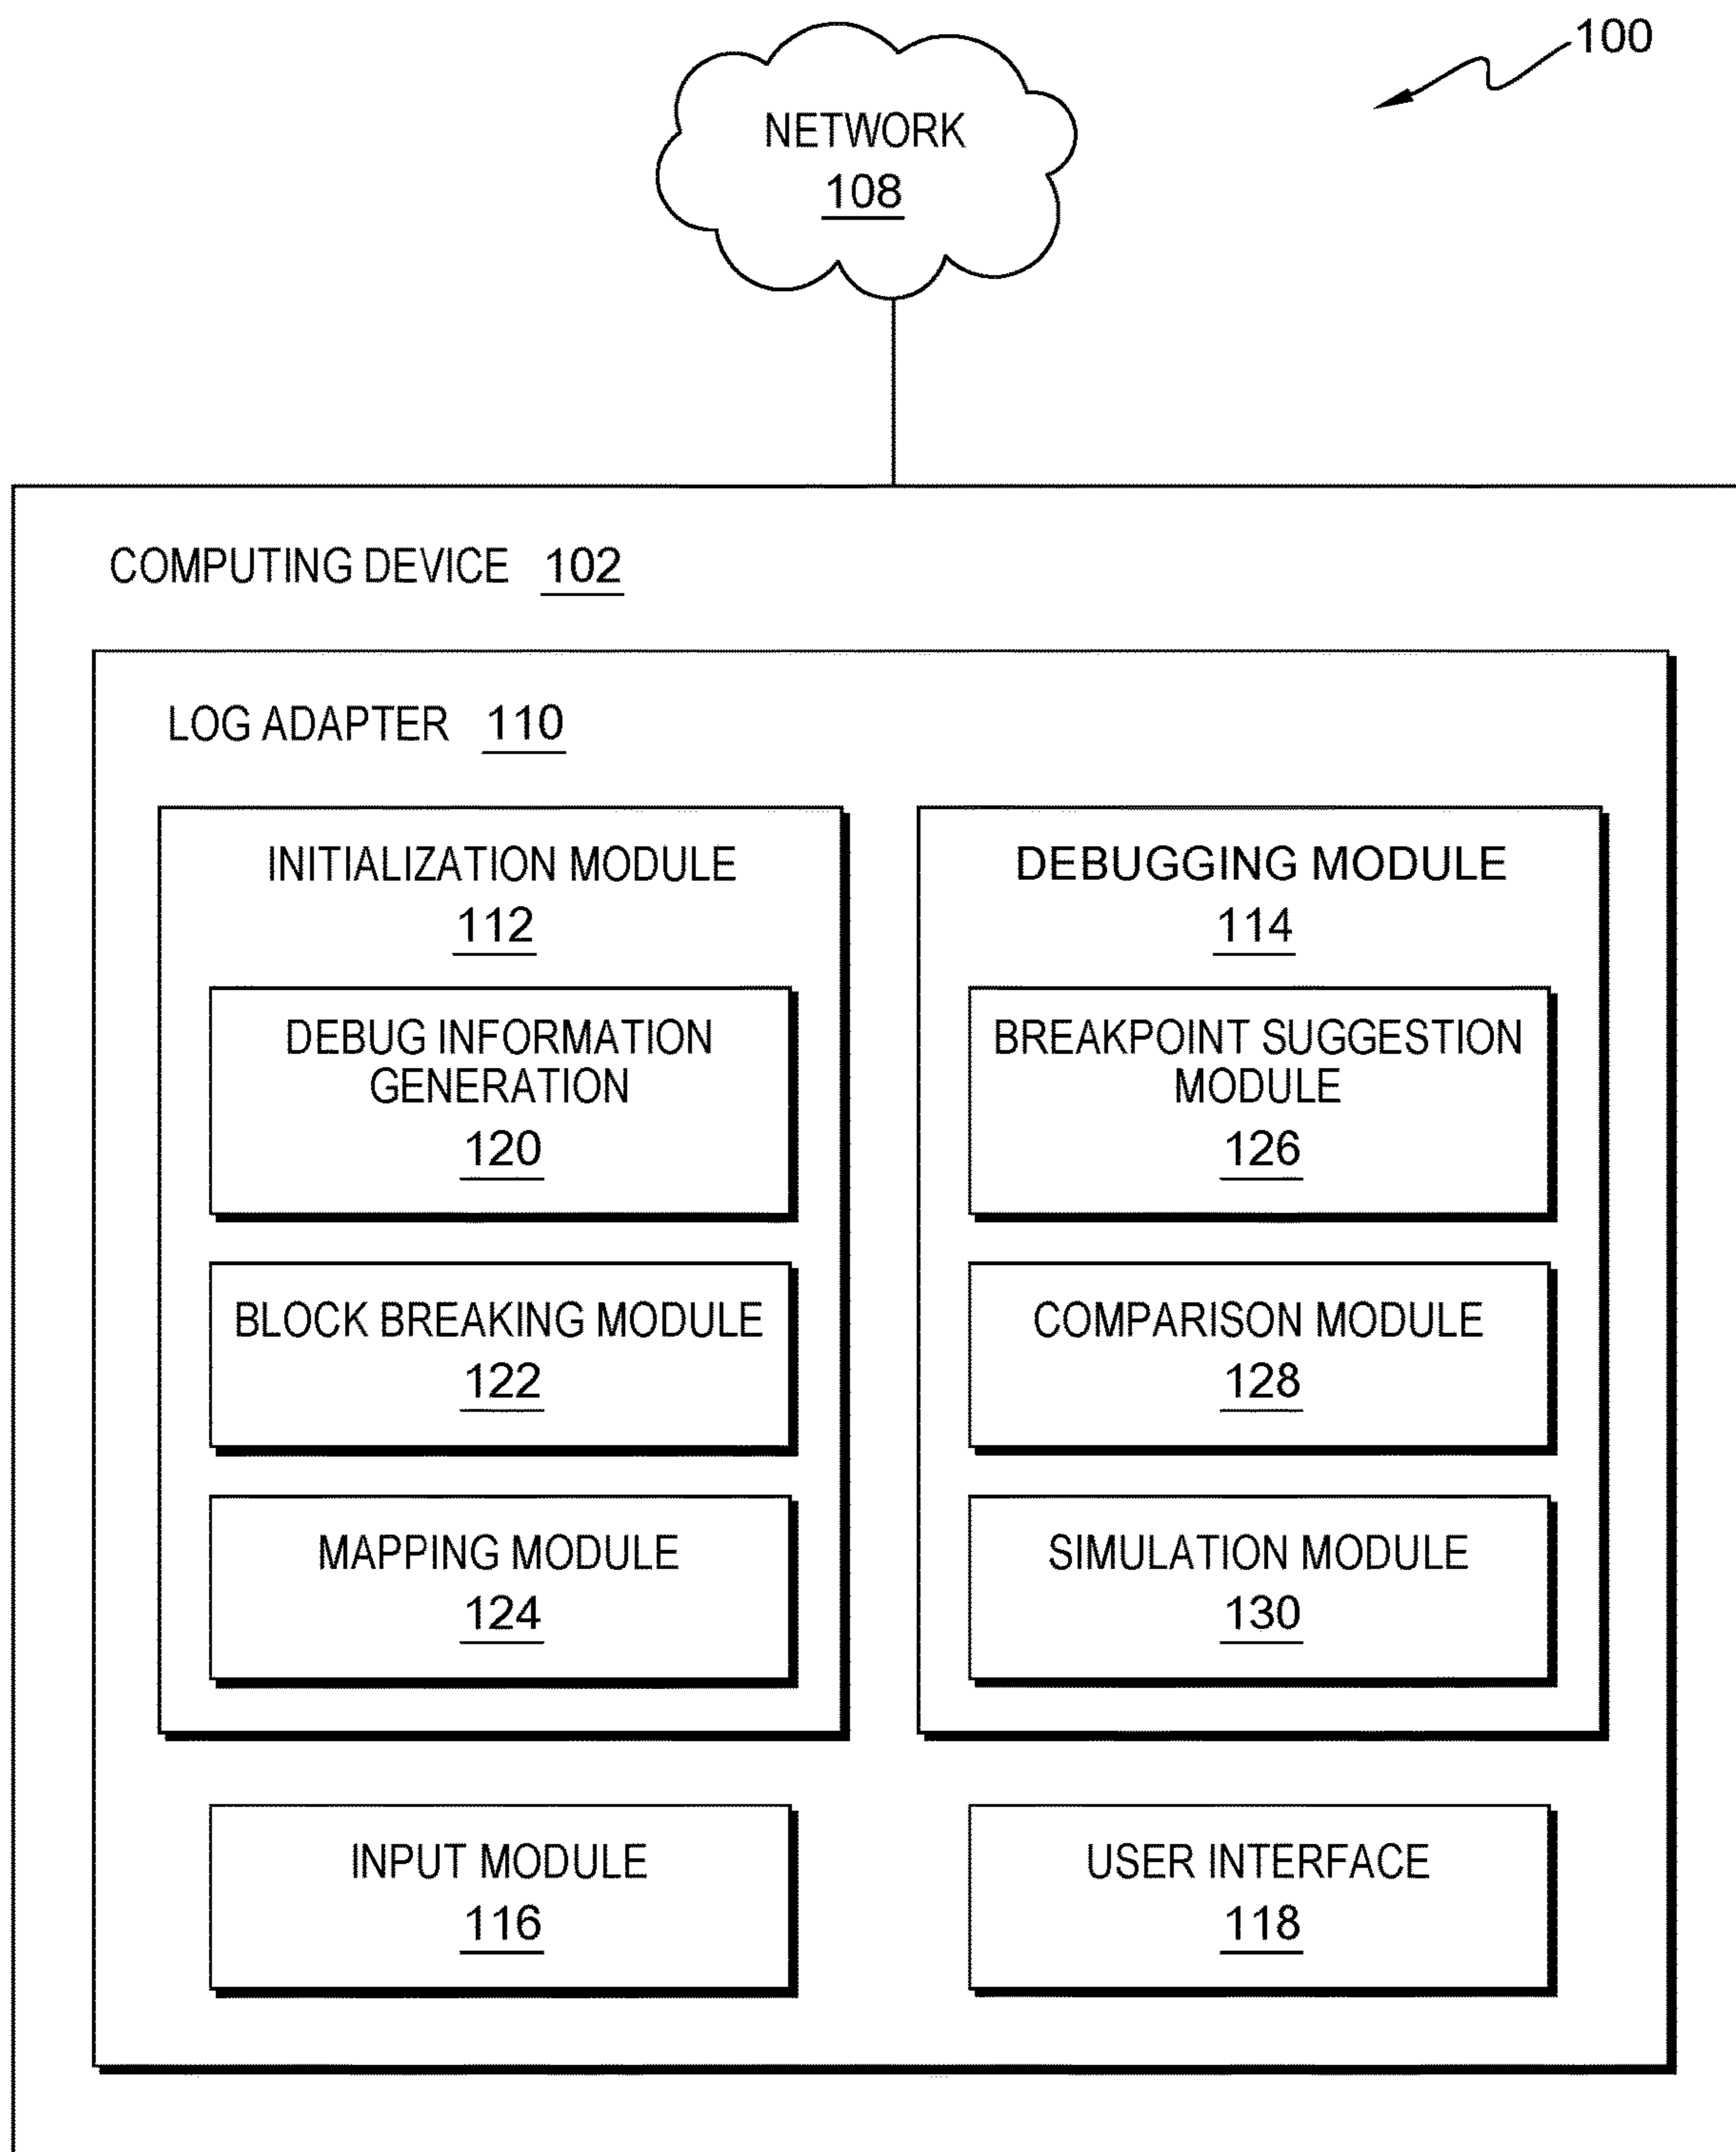 100
NETWORK
108
COMPUTING DEVICE 102
LOG ADAPTER 110
INITIALIZATION MODULE
112
DEBUG INFORMATION
GENERATION
120
BLOCK BREAKING MODULE
122
MAPPING MODULE
124
DEBUGGING MODULE
114
BREAKPOINT SUGGESTION
MODULE
126
COMPARISON MODULE
128
SIMULATION MODULE
130
INPUT MODULE
116
USER INTERFACE
118